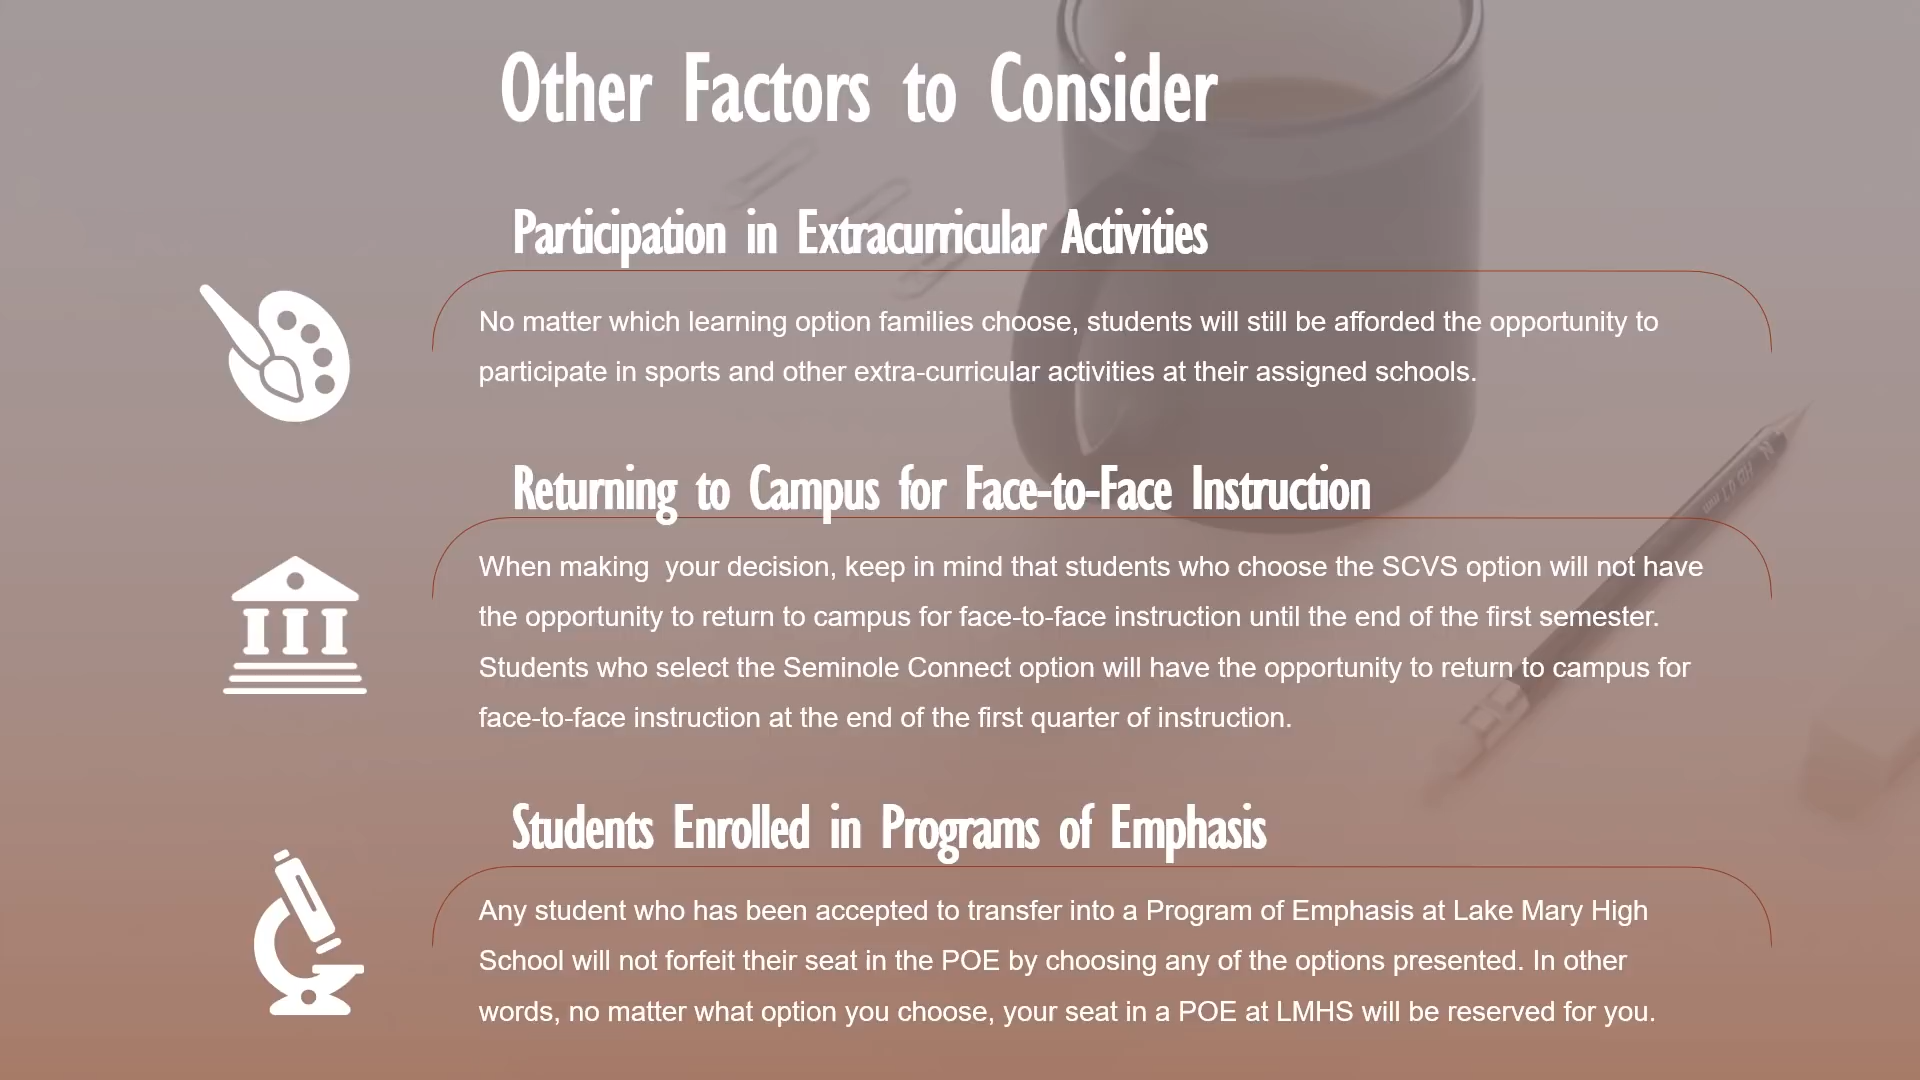 Other Factors to Consider
Participation in Extracurricular Activities
No matter which learning option families choose, students will still be afforded the opportunity to
participate in sports and other extra-curricular activities at their assigned schools.
Returning to Campus for Face-to-Face Instruction
When making  your decision, keep in mind that students who choose the SCVS option will not have
the opportunity to return to campus for face-to-face instruction until the end of the first semester.
Students who select the Seminole Connect option will have the opportunity to return to campus for
face-to-face instruction at the end of the first quarter of instruction.
Students Enrolled in Programs of Emphasis
Any student who has been accepted to transfer into a Program of Emphasis at Lake Mary High
School will not forfeit their seat in the POE by choosing any of the options presented. In other
words, no matter what option you choose, your seat in a POE at LMHS will be reserved for you.
HD 0.7 mm